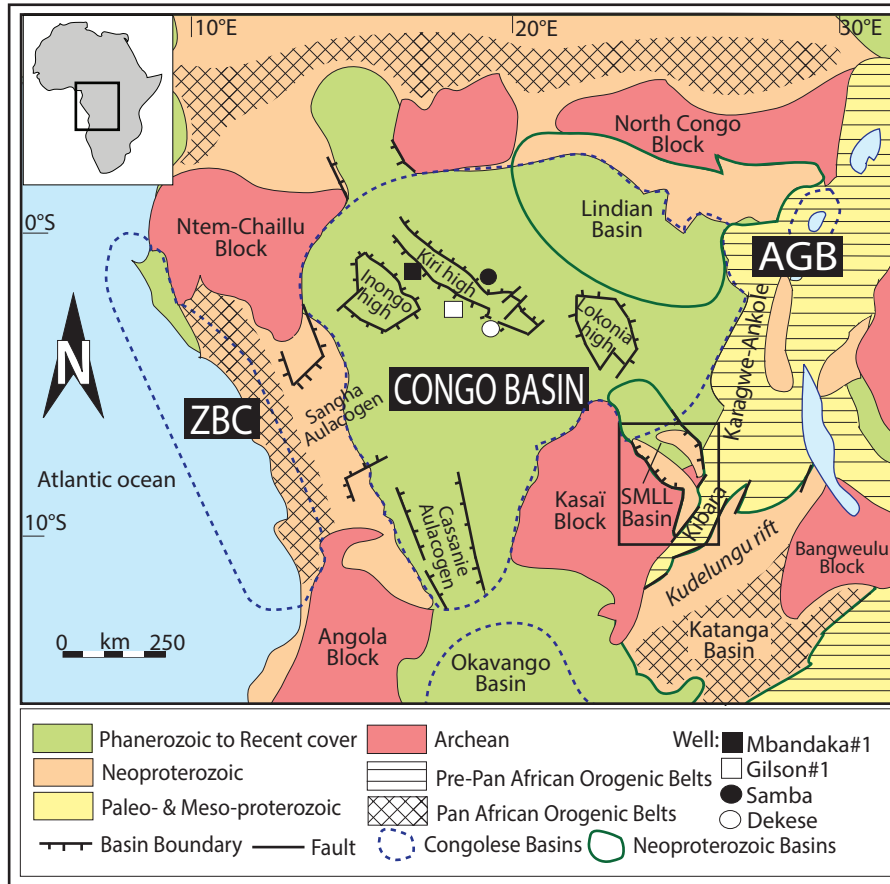 10°E
20°E
30°E
North Congo
Block
Lindian
Basin
Ntem-Chaillu
Block
0°S
AGB
Kiri high
Inongo
high
Lokonia
high
Karagwe-Ankole
N
CONGO BASIN
ZBC
Sangha
Aulacogen
Atlantic ocean
Kasaï
Block
SMLL
Basin
Kibara
Cassanie
Aulacogen
10°S
Kudelungu rift
Bangweulu
Block
0 km 250
Angola
Block
Katanga
Basin
Okavango
Basin
Phanerozoic to Recent cover
Neoproterozoic
Paleo- & Meso-proterozoic
Archean
Pre-Pan African Orogenic Belts
Pan African Orogenic Belts
Well:
Mbandaka#1
Gilson#1
Samba
Dekese
Basin Boundary
Fault
Congolese Basins
Neoproterozoic Basins